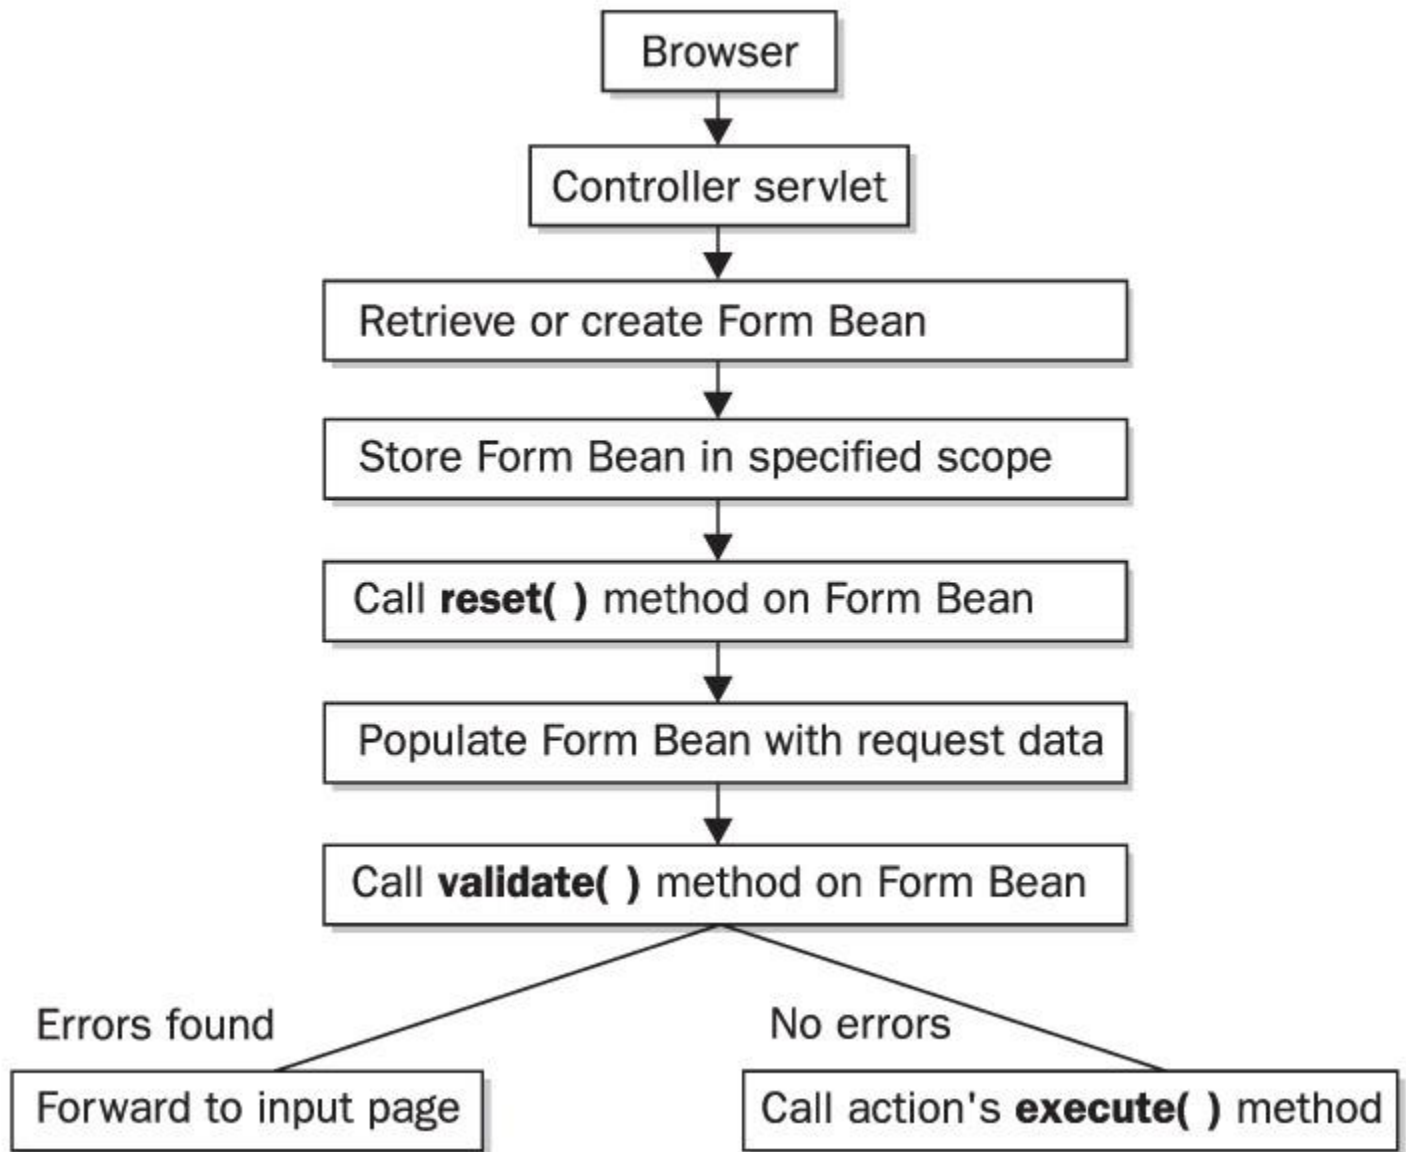 Browser
Controller servlet
Retrieve or create Form Bean
Store Form Bean in specified scope
Call reset( ) method on Form Bean
Populate Form Bean with request data
Call validate( ) method on Form Bean
Errors found
No errors
Forward to input page
Call action's execute( ) method